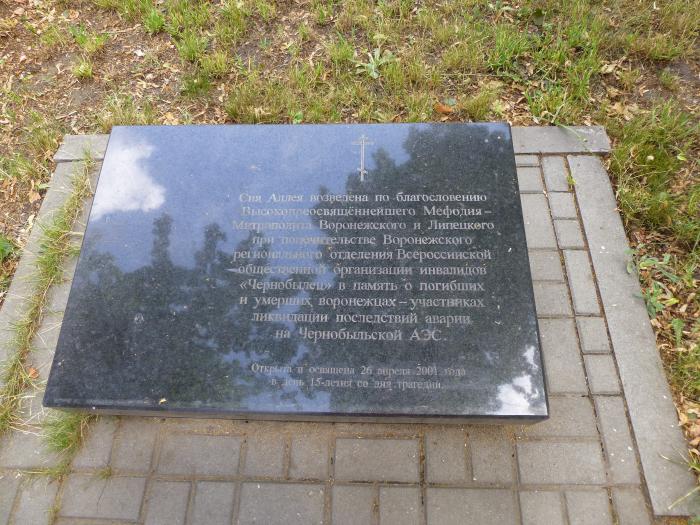 Сия Аллея возведена по благословению
Высокопреосвящённейшего Мефодия –
Митрополита Воронежского и Липецкого
при попечительстве Воронежского
регионального отделения Всероссийской
общественной организации инвалидов
«Чернобылец» в память о погибших
и умерших воронежцах – участниках
ликвидации последствий аварии
на Чернобыльской АЭС.
Открыта и освящена 26 апреля 2001 года
в день 15-летия со дня трагедии.